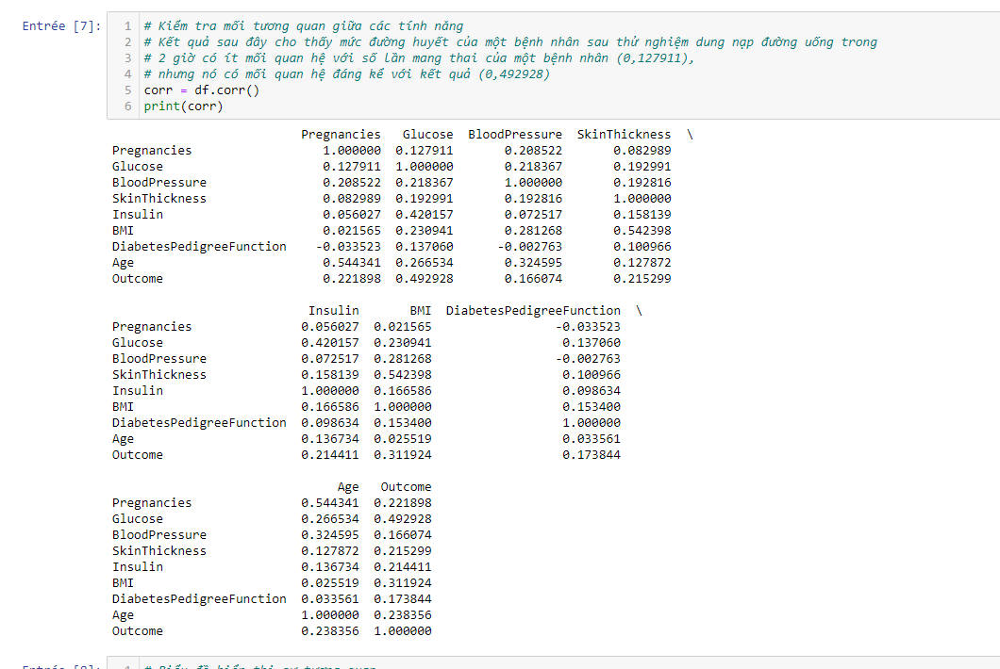 Entrée [7]:
1 # Kiểm tra mối tương quan giữa các tính năng
2 # Kết quả sau đây cho thấy mức đường huyết của một bệnh nhân sau thử nghiệm dung nạp đường uống trong
3 # 2 giờ có ít mối quan hệ với số lần mang thai của một bệnh nhân (0,127911),
4 # nhưng nó có mối quan hệ đáng kể với kết quả (0,492928)
5 corr = df.corr()
6 print(corr)
Pregnancies Glucose BloodPressure SkinThickness \
Pregnancies 1.000000 0.127911 0.208522 0.082989
Glucose 0.127911 1.000000 0.218367 0.192991
BloodPressure 0.208522 0.218367 1.000000 0.192816
SkinThickness 0.082989 0.192991 0.192816 1.000000
Insulin 0.056027 0.420157 0.072517 0.158139
BMI 0.021565 0.230941 0.281268 0.542398
DiabetesPedigreeFunction -0.033523 0.137060 -0.002763 0.100966
Age 0.544341 0.266534 0.324595 0.127872
Outcome 0.221898 0.492928 0.166074 0.215299
Insulin BMI DiabetesPedigreeFunction \
Pregnancies 0.056027 0.021565 -0.033523
Glucose 0.420157 0.230941 0.137060
BloodPressure 0.072517 0.281268 -0.002763
SkinThickness 0.158139 0.542398 0.100966
Insulin 1.000000 0.166586 0.098634
BMI 0.166586 1.000000 0.153400
DiabetesPedigreeFunction 0.098634 0.153400 1.000000
Age 0.136734 0.025519 0.033561
Outcome 0.214411 0.311924 0.173844
Age Outcome
Pregnancies 0.544341 0.221898
Glucose 0.266534 0.492928
BloodPressure 0.324595 0.166074
SkinThickness 0.127872 0.215299
Insulin 0.136734 0.214411
BMI 0.025519 0.311924
DiabetesPedigreeFunction 0.033561 0.173844
Age 1.000000 0.238356
Outcome 0.238356 1.000000